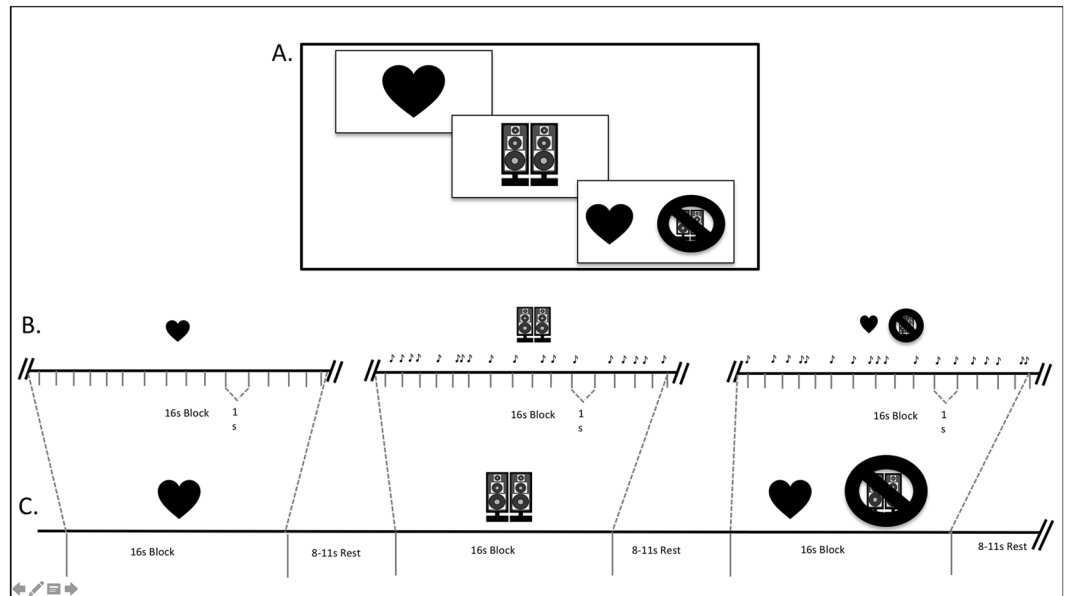 A.
B.
16s Block
1
s
16s Block
1
s
16s Block
1
s
C.
16s Block
8-11s Rest
16s Block
8-11s Rest
16s Block
8-11s Rest